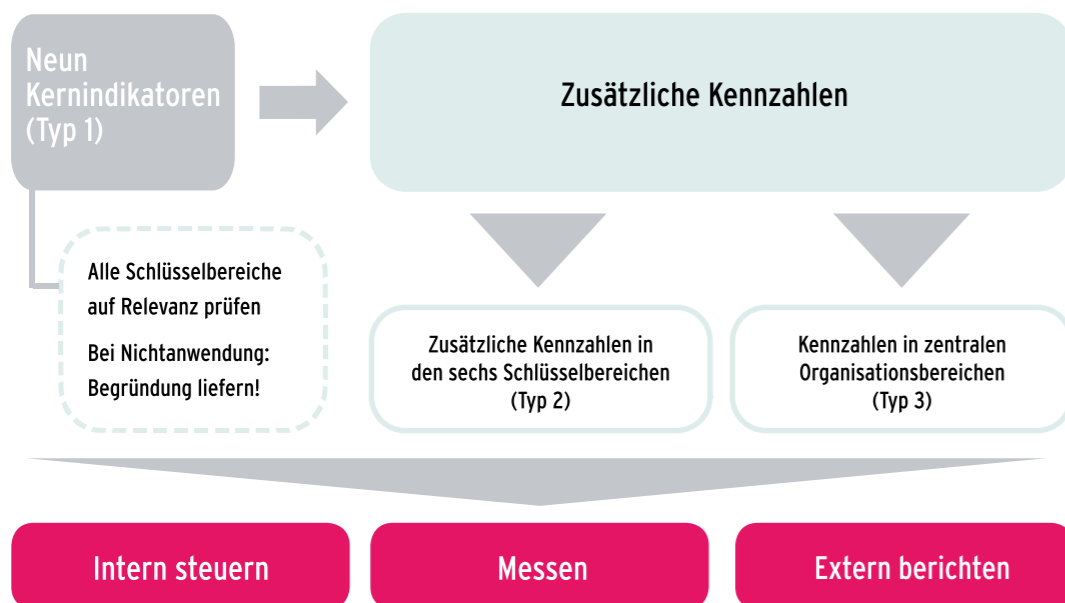 Neun
Kernindikatoren
(Typ 1)
Zusätzliche Kennzahlen
Alle Schlüsselbereiche
auf Relevanz prüfen
Bei Nichtanwendung:
Begründung liefern!
Zusätzliche Kennzahlen in
den sechs Schlüsselbereichen
(Typ 2)
Kennzahlen in zentralen
Organisationsbereichen
(Typ 3)
Intern steuern
Messen
Extern berichten